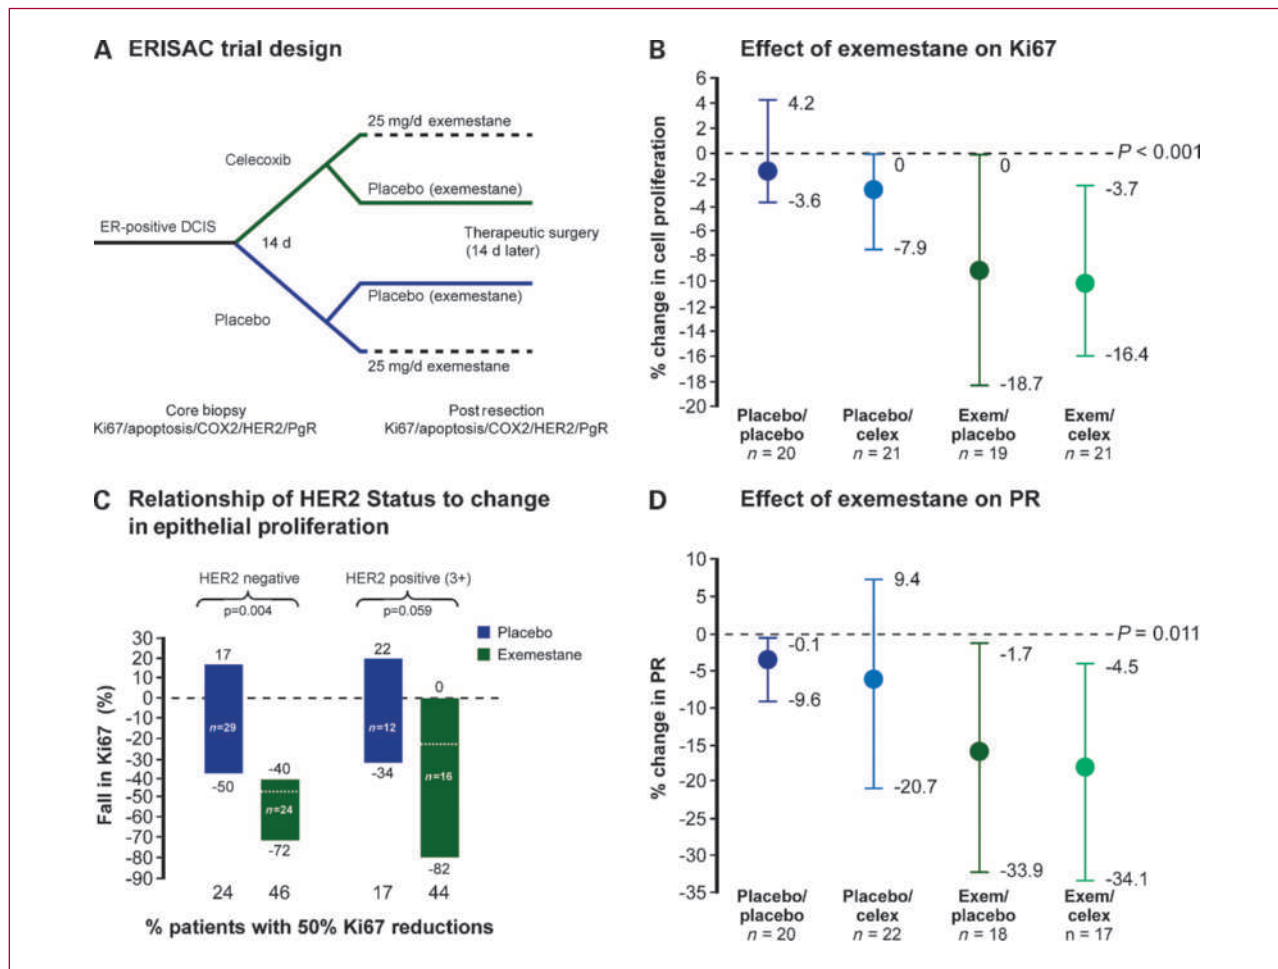 A ERISAC trial design
25 mg/d exemestane
Celecoxib
Placebo (exemestane)
ER-positive DCIS
14 d
Therapeutic surgery
(14 d later)
Placebo (exemestane)
Placebo
25 mg/d exemestane
Core biopsy
Ki67/apoptosis/COX2/HER2/PgR
Post resection
Ki67/apoptosis/COX2/HER2/PgR
B Effect of exemestane on Ki67
% change in cell proliferation
6
4
2
0
-2
-4
-6
-8
-10
-12
-14
-16
-18
-20
4.2
-3.6
0
-7.9
0
-18.7
-3.7
-16.4
P < 0.001
Placebo/
placebo
n = 20
Placebo/
celex
n = 21
Exem/
placebo
n = 19
Exem/
celex
n = 21
C Relationship of HER2 Status to change
in epithelial proliferation
HER2 negative
p=0.004
HER2 positive (3+)
p=0.059
Placebo
Exemestane
Fall in Ki67 (%)
30
20
10
0
-10
-20
-30
-40
-50
-60
-70
-80
-90
17
n=29
-50
-40
n=24
-72
22
n=12
-34
0
n=16
-82
24 46 17 44
% patients with 50% Ki67 reductions
D Effect of exemestane on PR
% change in PR
10
5
0
-5
-10
-15
-20
-25
-30
-35
-0.1
-9.6
9.4
-20.7
-1.7
-33.9
-4.5
-34.1
P = 0.011
Placebo/
placebo
n = 20
Placebo/
celex
n = 22
Exem/
placebo
n = 18
Exem/
celex
n = 17